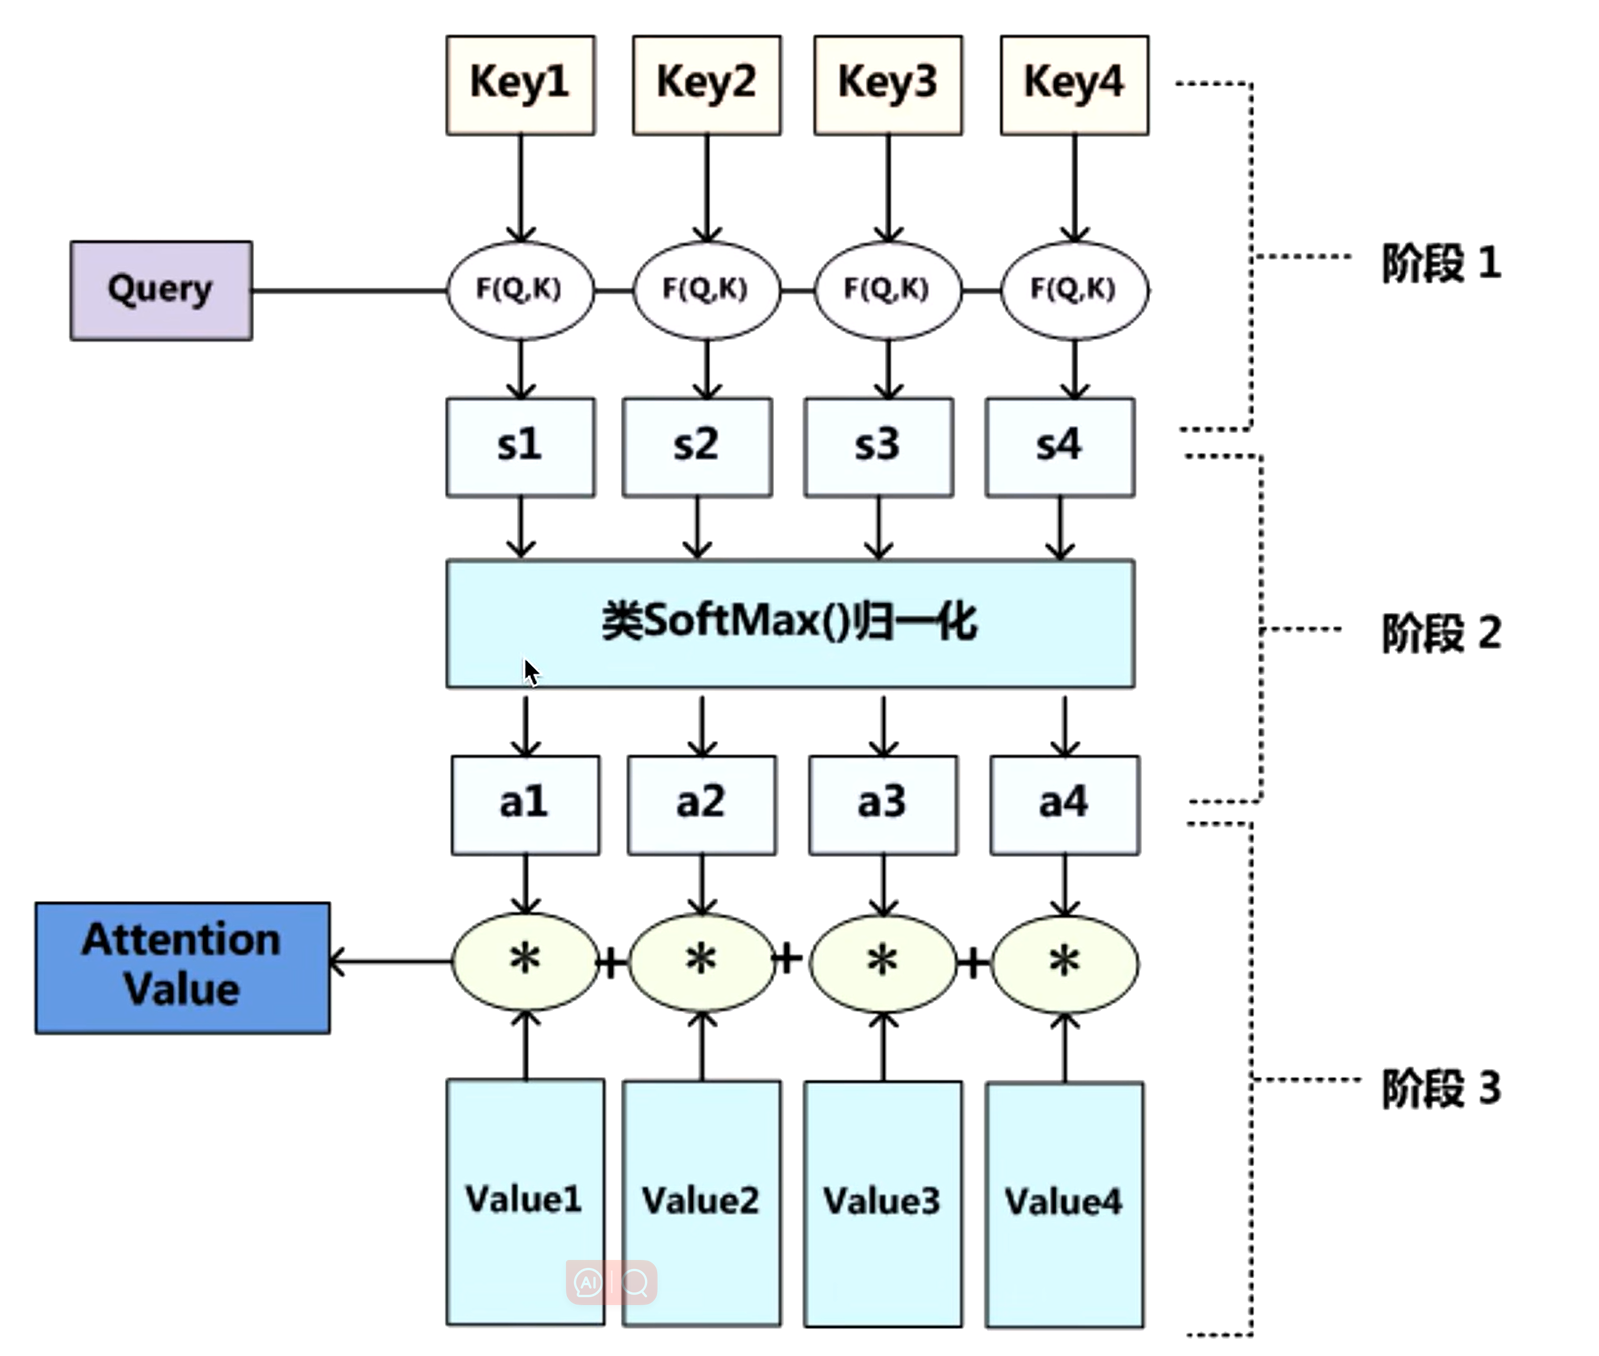 Key1 Key2 Key3 Key4
阶段 1
Query F(Q,K) F(Q,K) F(Q,K) F(Q,K)
s1 s2 s3 s4
类SoftMax()归一化
阶段 2
a1 a2 a3 a4
Attention
Value
* + * + * + *
阶段 3
Value1 Value2 Value3 Value4
AI